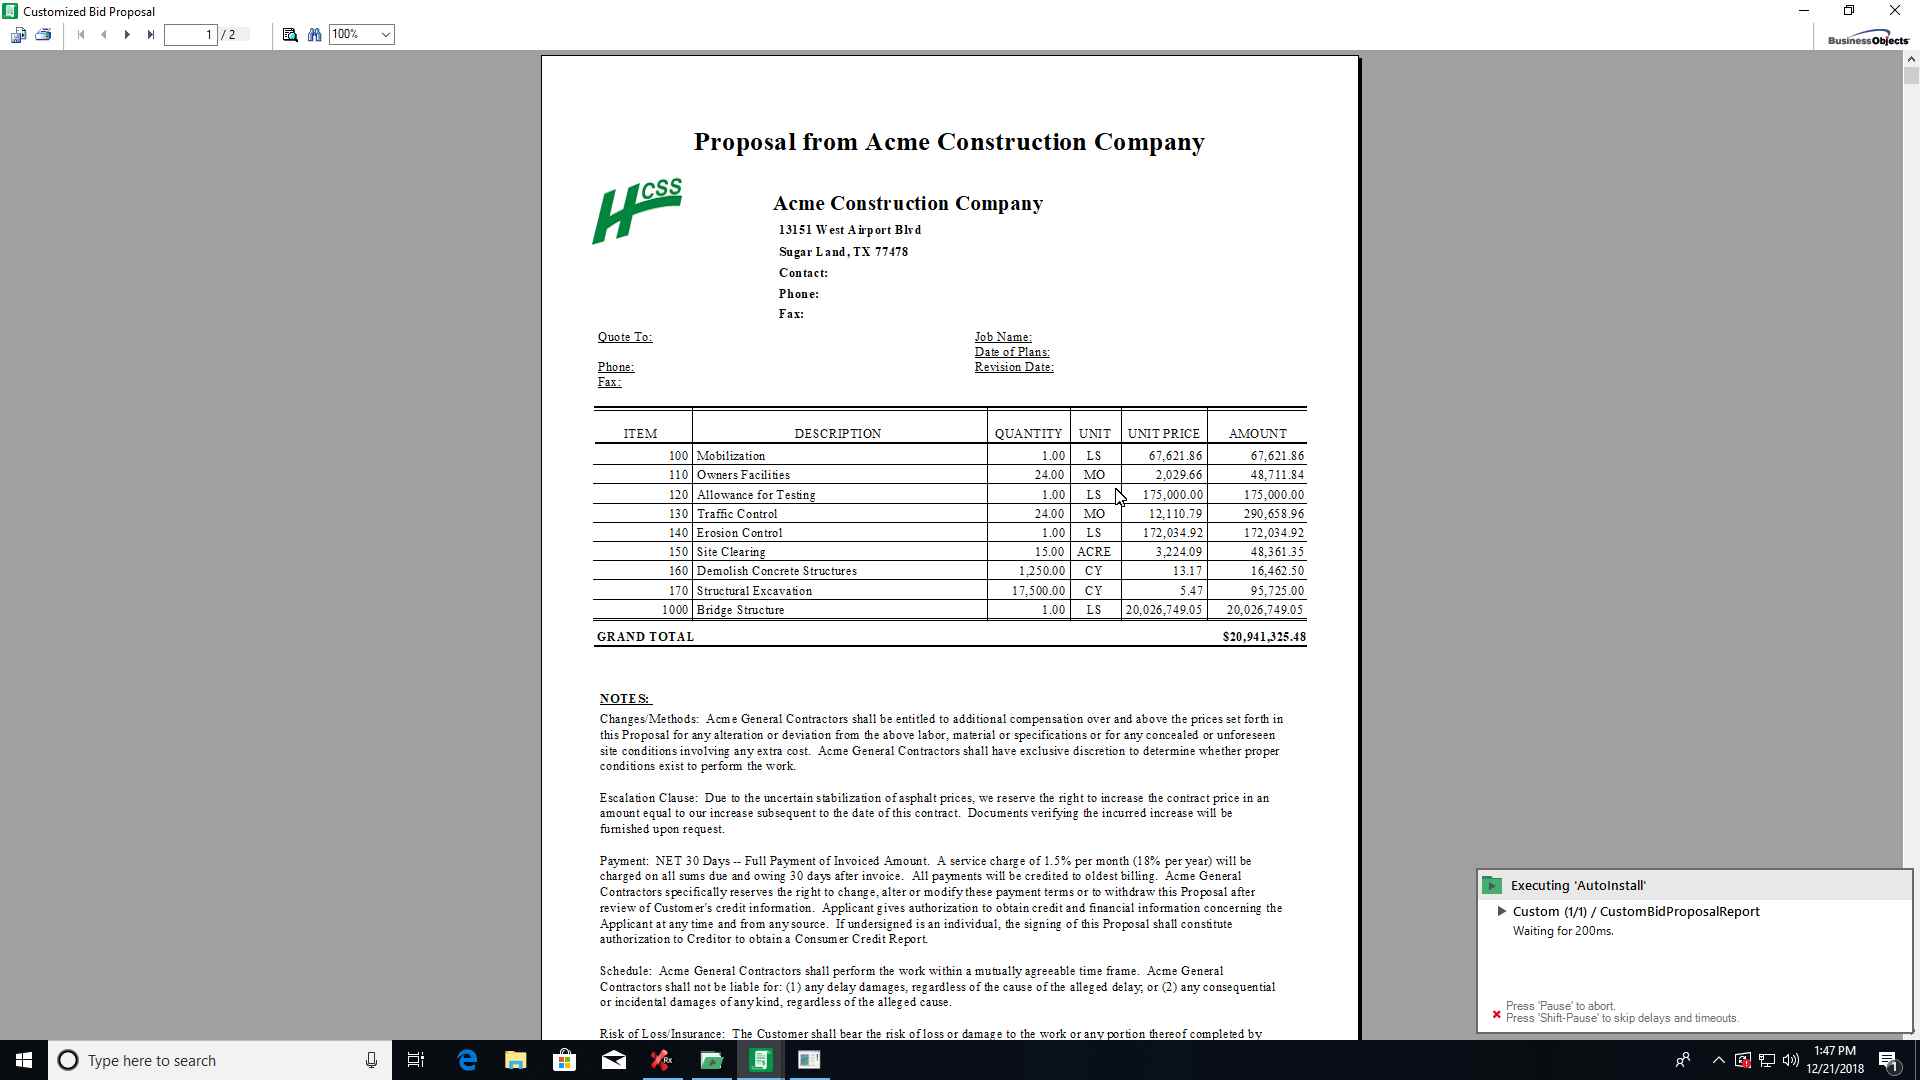 Customized Bid Proposal
1 / 2
100%
BusinessObjects
Proposal from Acme Construction Company
HCSS
Acme Construction Company
13151 West Airport Blvd
Sugar Land, TX 77478
Contact:
Phone:
Fax:
Quote To:
Job Name:
Date of Plans:
Phone:
Revision Date:
Fax:
ITEM DESCRIPTION QUANTITY UNIT UNIT PRICE AMOUNT
100 Mobilization 1.00 LS 67,621.86 67,621.86
110 Owners Facilities 24.00 MO 2,029.66 48,711.84
120 Allowance for Testing 1.00 LS 175,000.00 175,000.00
130 Traffic Control 24.00 MO 12,110.79 290,658.96
140 Erosion Control 1.00 LS 172,034.92 172,034.92
150 Site Clearing 15.00 ACRE 3,224.09 48,361.35
160 Demolish Concrete Structures 1,250.00 CY 13.17 16,462.50
170 Structural Excavation 17,500.00 CY 5.47 95,725.00
1000 Bridge Structure 1.00 LS 20,026,749.05 20,026,749.05
GRAND TOTAL $20,941,325.48
NOTES:
Changes/Methods: Acme General Contractors shall be entitled to additional compensation over and above the prices set forth in
this Proposal for any alteration or deviation from the above labor, material or specifications or for any concealed or unforeseen
site conditions involving any extra cost. Acme General Contractors shall have exclusive discretion to determine whether proper
conditions exist to perform the work.
Escalation Clause: Due to the uncertain stabilization of asphalt prices, we reserve the right to increase the contract price in an
amount equal to our increase subsequent to the date of this contract. Documents verifying the incurred increase will be
furnished upon request.
Payment: NET 30 Days -- Full Payment of Invoiced Amount. A service charge of 1.5% per month (18% per year) will be
charged on all sums due and owing 30 days after invoice. All payments will be credited to oldest billing. Acme General
Contractors specifically reserves the right to change, alter or modify these payment terms or to withdraw this Proposal after
review of Customer's credit information. Applicant gives authorization to obtain credit and financial information concerning the
Applicant at any time and from any source. If undersigned is an individual, the signing of this Proposal shall constitute
authorization to Creditor to obtain a Consumer Credit Report.
Schedule: Acme General Contractors shall perform the work within a mutually agreeable time frame. Acme General
Contractors shall not be liable for: (1) any delay damages, regardless of the cause of the alleged delay; or (2) any consequential
or incidental damages of any kind, regardless of the alleged cause.
Risk of Loss/Insurance: The Customer shall bear the risk of loss or damage to the work or any portion thereof completed by
Executing 'AutoInstall'
Custom (1/1) / CustomBidProposalReport
Waiting for 200ms.
Press 'Pause' to abort.
Press 'Shift-Pause' to skip delays and timeouts.
Type here to search
Rx
1:47 PM
12/21/2018
1